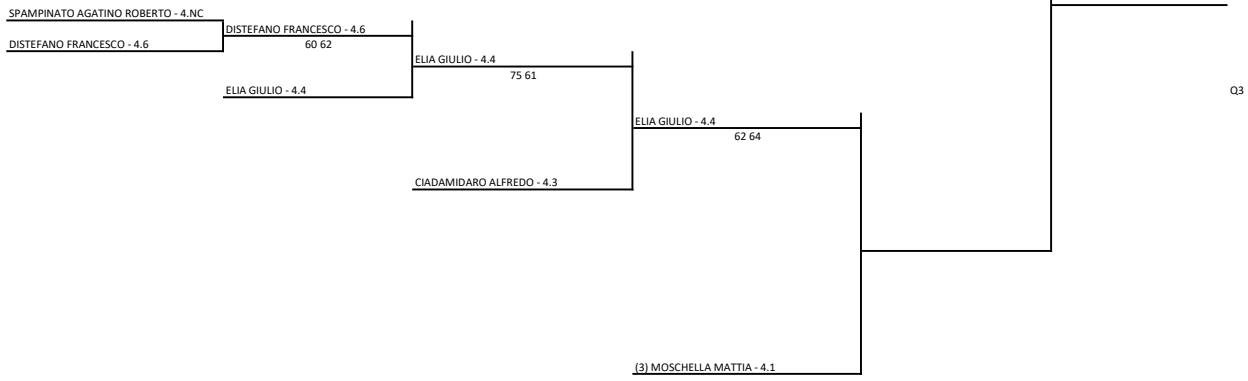 SPAMPINATO AGATINO ROBERTO - 4.NC
DISTEFANO FRANCESCO - 4.6
DISTEFANO FRANCESCO - 4.6
60 62
ELIA GIULIO - 4.4
75 61
ELIA GIULIO - 4.4
Q3
ELIA GIULIO - 4.4
62 64
CIADAMIDARO ALFREDO - 4.3
(3) MOSCHELLA MATTIA - 4.1